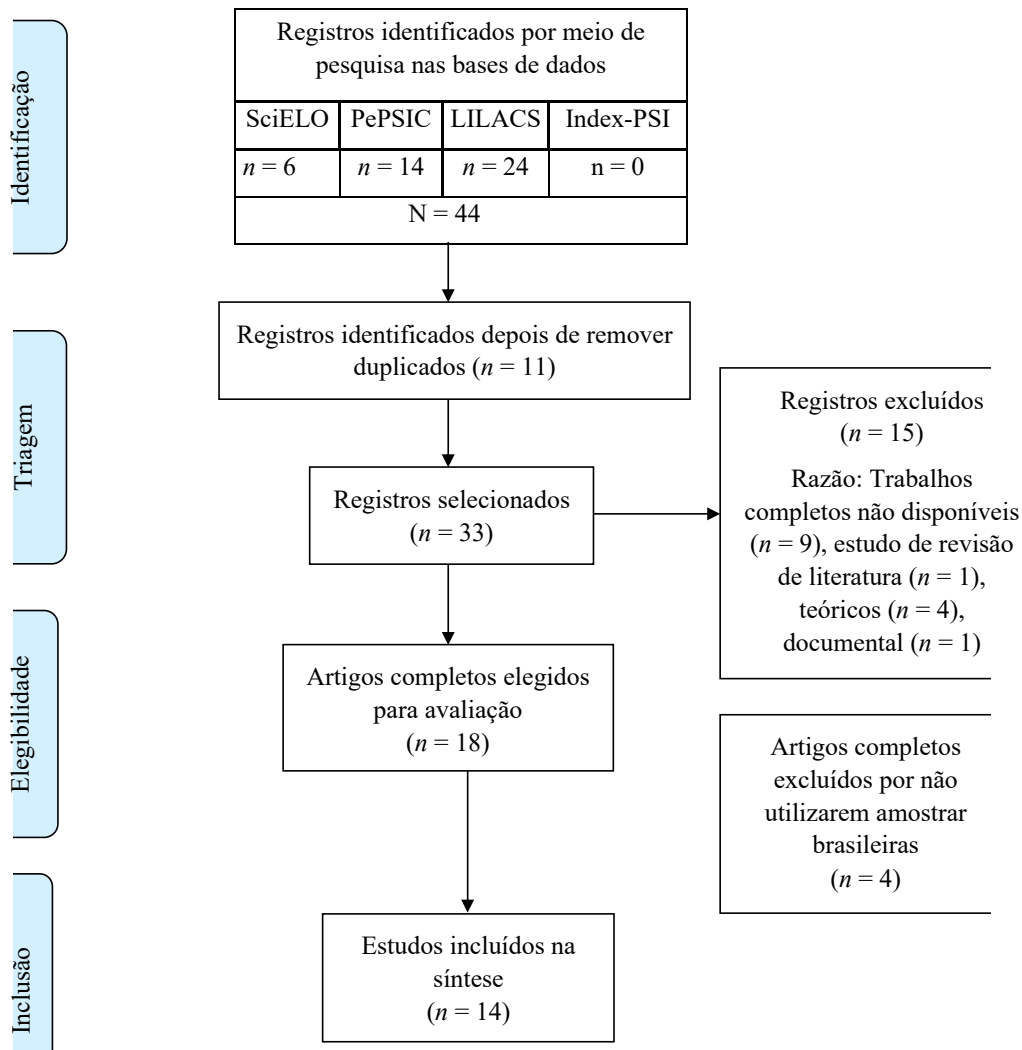 Identificação
Registros identificados por meio de
pesquisa nas bases de dados
SciELO PePSIC LILACS Index-PSI
n = 6 n = 14 n = 24 n = 0
N = 44
Triagem
Registros identificados depois de remover
duplicados (n = 11)
Registros selecionados
(n = 33)
Registros excluídos
(n = 15)
Razão: Trabalhos
completos não disponíveis
(n = 9), estudo de revisão
de literatura (n = 1),
teóricos (n = 4),
documental (n = 1)
Elegibilidade
Artigos completos elegidos
para avaliação
(n = 18)
Artigos completos
excluídos por não
utilizarem amostrar
brasileiras
(n = 4)
Inclusão
Estudos incluídos na
síntese
(n = 14)